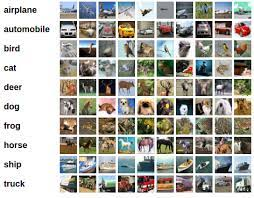 airplane
automobile
bird
cat
deer
dog
frog
horse
ship
truck